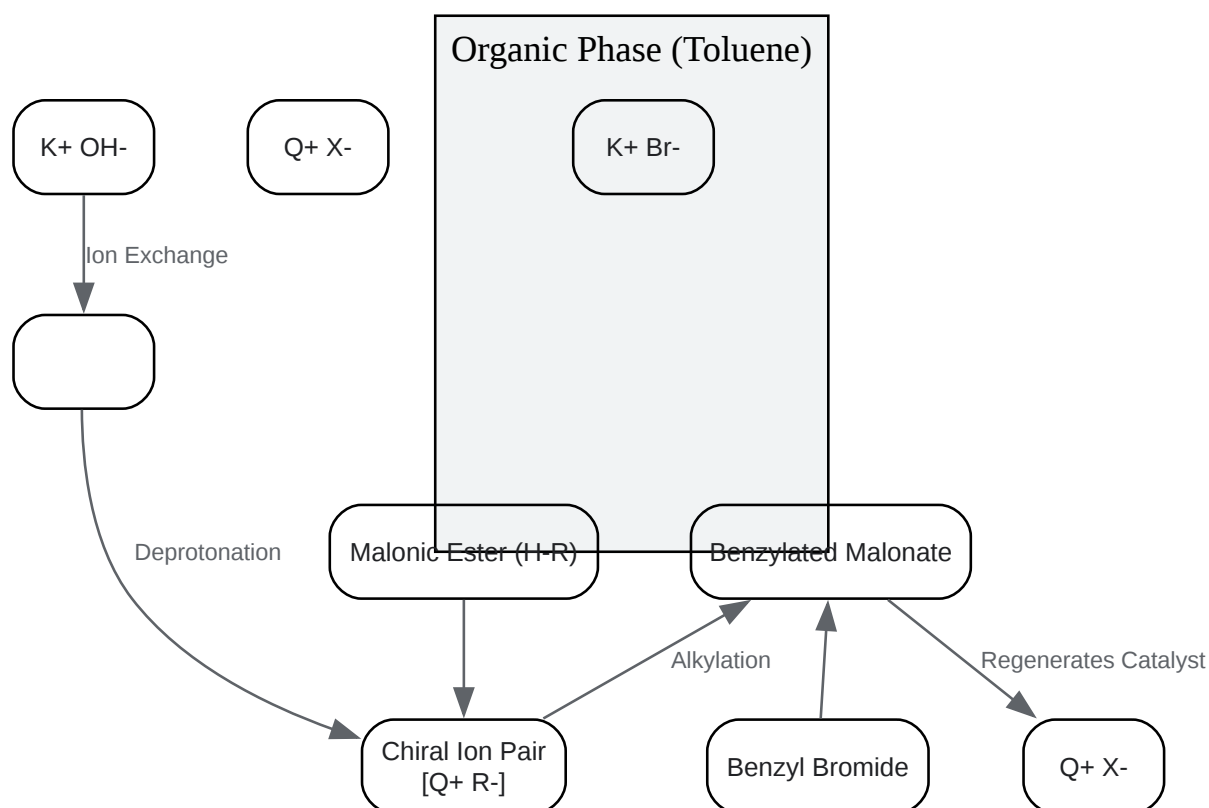 Organic Phase (Toluene)
K+ OH-
Q+ X-
K+ Br-
Ion Exchange
Deprotonation
Malonic Ester (H-R)
Benzylated Malonate
Alkylation
Regenerates Catalyst
Chiral Ion Pair
[Q+ R-]
Benzyl Bromide
Q+ X-